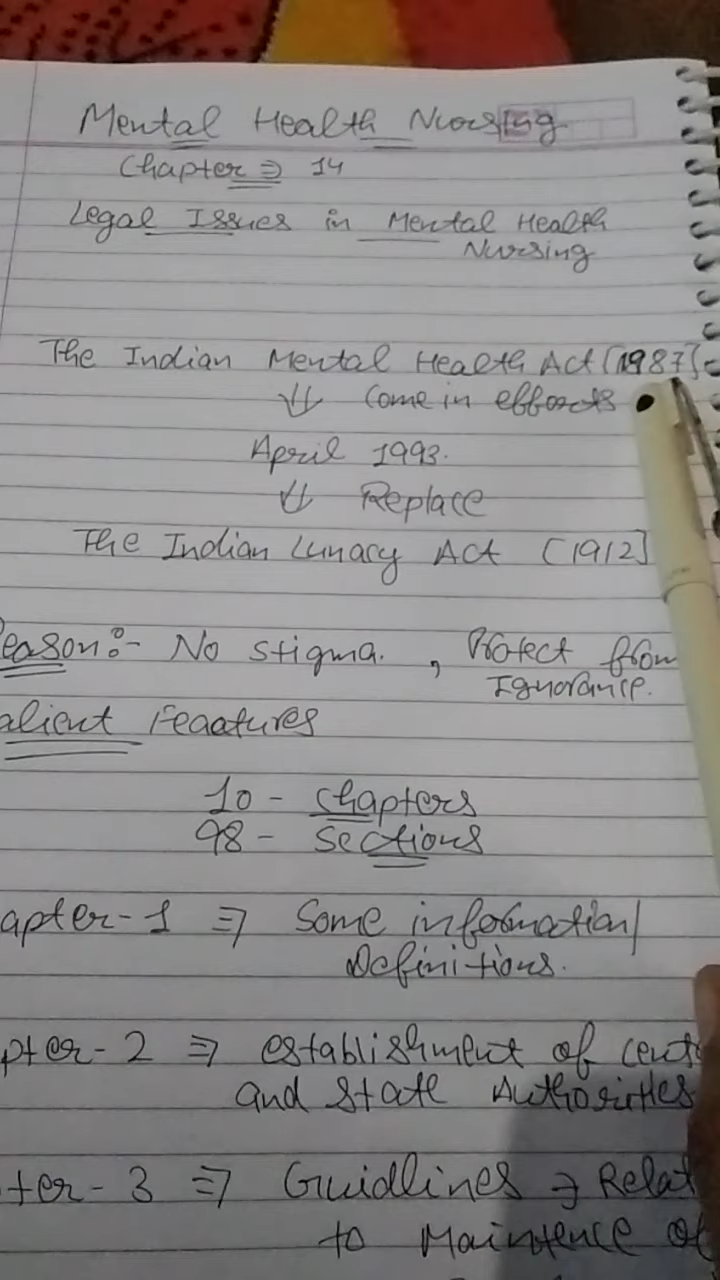 Mental Health Nursing
Chapter ⇒ 14
Legal Issues in Mental Health
Nursing
The Indian Mental Health Act [1987]
⇓ Come in efforts
April 1993.
⇓ Replace
The Indian Lunacy Act [1912]
eason:- No stigma. , Protect from
Ignorance.
alient Feaatures
10 - chapters
98 - sections
apter-1 ⇒ Some information/
Definitions.
pter-2 ⇒ establishment of cent
and state Authorities
ter-3 ⇒ Guidlines → Relat
to Maintence of